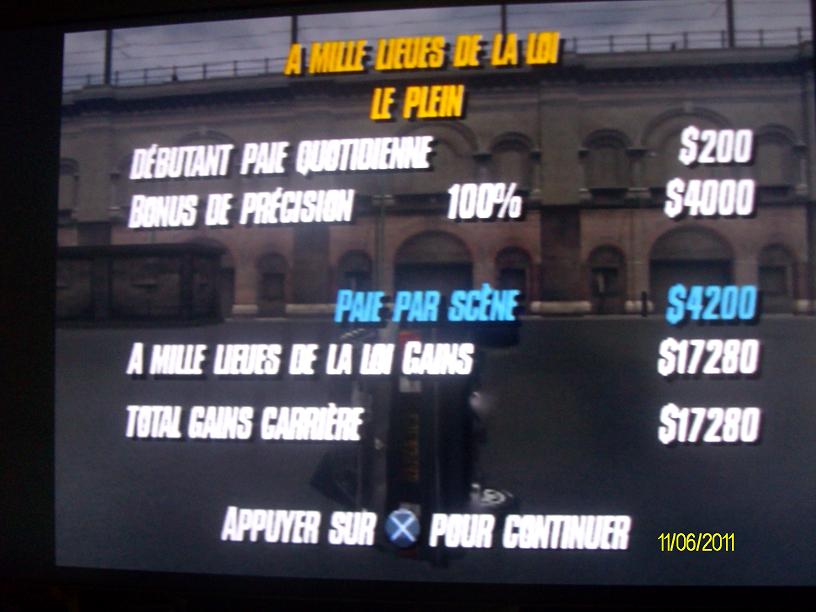 A MILLE LIEUES DE LA LOI
LE PLEIN
DÉBUTANT PAIE QUOTIDIENNE $200
BONUS DE PRÉCISION 100% $4000
PAIE PAR SCÈNE $4200
A MILLE LIEUES DE LA LOI GAINS $17280
TOTAL GAINS CARRIÈRE $17280
APPUYER SUR X POUR CONTINUER
11/06/2011